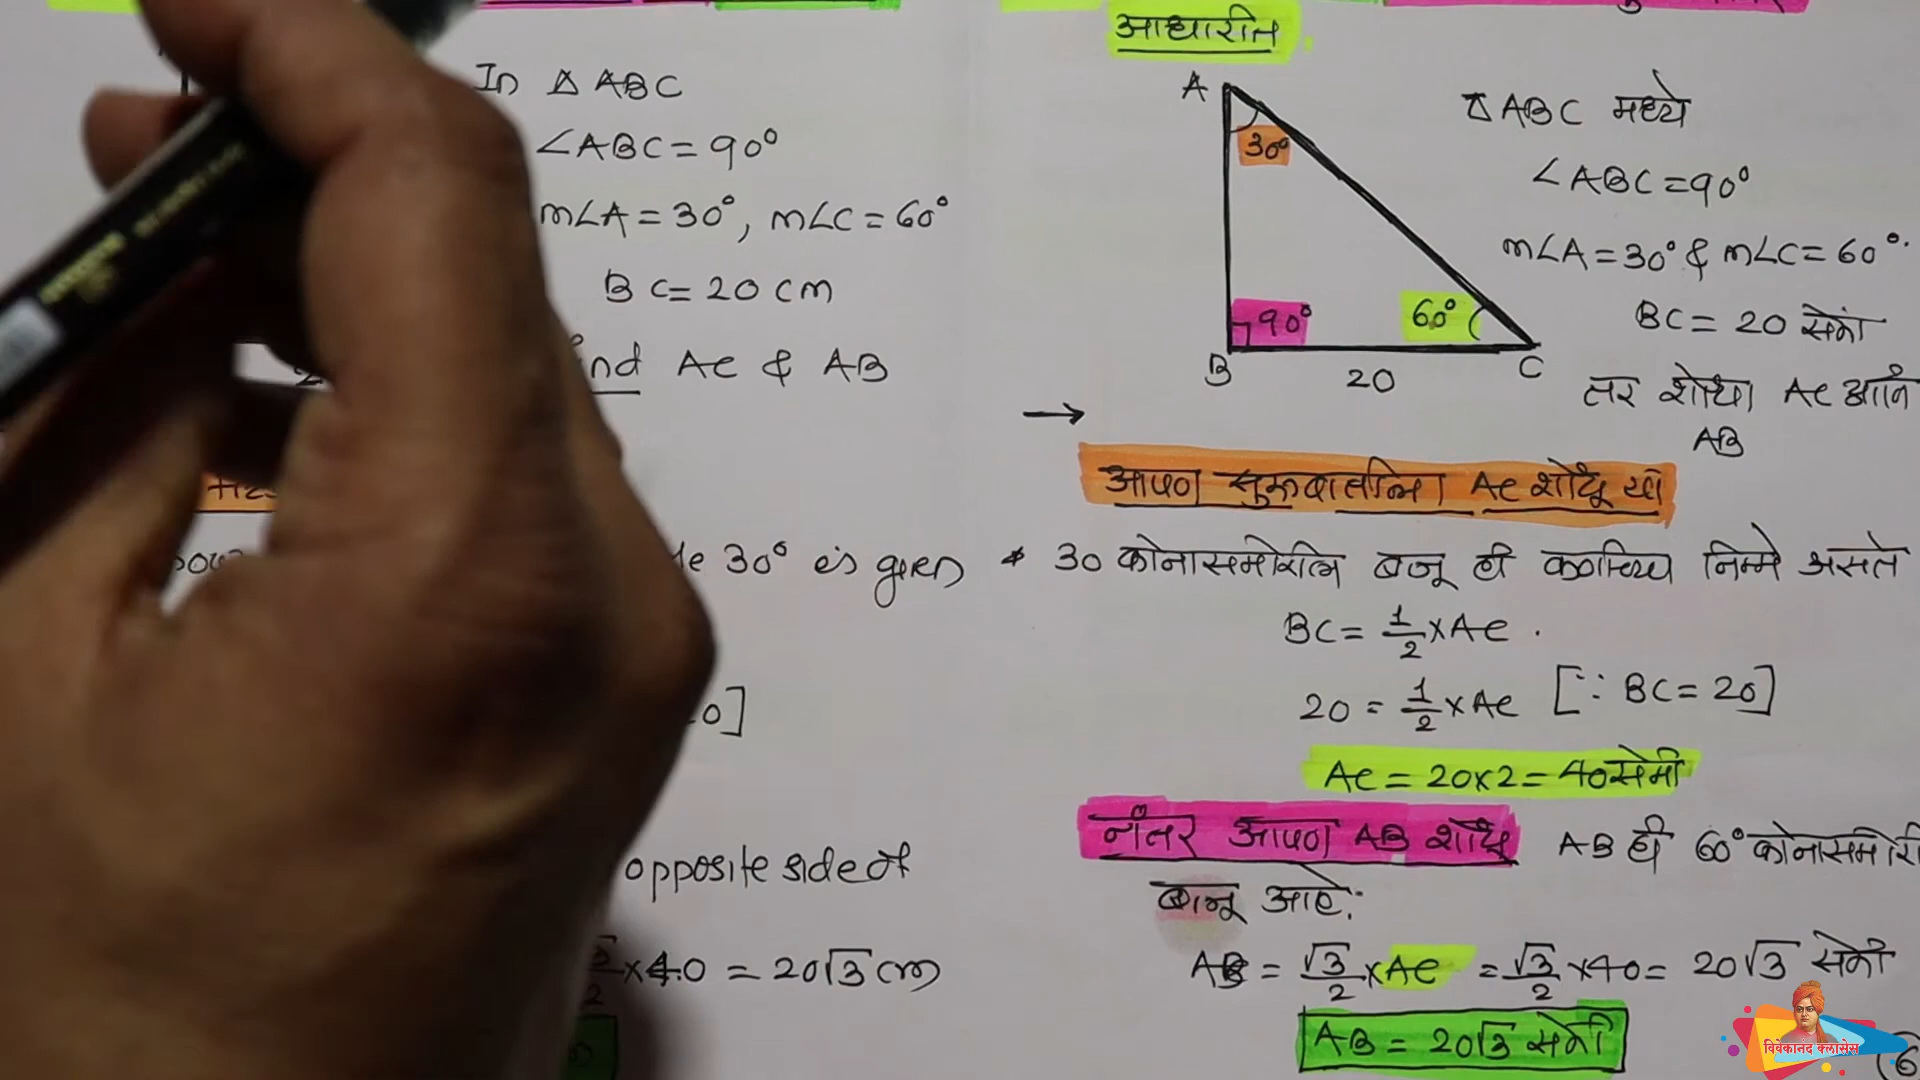 In △ ABC
∠ABC = 90°
m∠A = 30°, m∠C = 60°
BC = 20 cm
ind AC & AB
le 30° is given
0]
opposite side of
×40 = 20√3 cm
आधारीत
A
30°
90°
60°
B
20
C
△ABC मध्ये
∠ABC = 90°
m∠A = 30° & m∠C = 60°.
BC = 20 सेमी
तर शोधा AC आणि
AB
→
आपण सुरुवातीला AC शोधू या
* 30 कोनासमोरील बाजू ही कर्णाच्या निम्मे असते
BC = 1/2 × AC .
20 = 1/2 × AC [∵ BC = 20]
AC = 20×2 = 40 सेमी
नंतर आपण AB शोधू AB ही 60° कोनासमोरि
बाजू आहे.
AB = √3/2 × AC = √3/2 × 40 = 20√3 सेमी
AB = 20√3 सेमी
विवेकानंद क्लासेस